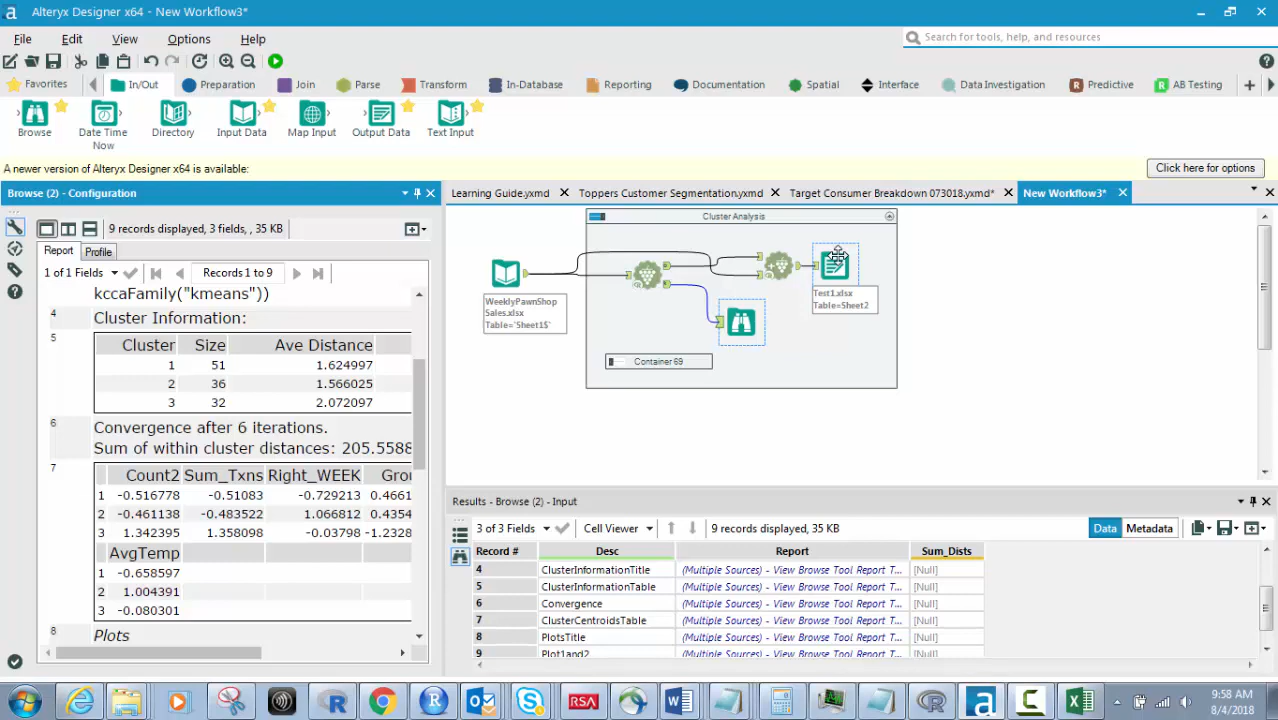 Alteryx Designer x64 - New Workflow3*
File Edit View Options Help
Search for tools, help, and resources
Favorites In/Out Preparation Join Parse Transform In-Database Reporting Documentation Spatial Interface Data Investigation Predictive AB Testing
Browse Date Time Now Directory Input Data Map Input Output Data Text Input
A newer version of Alteryx Designer x64 is available:
Click here for options
Browse (2) - Configuration
Learning Guide.yxmd Toppers Customer Segmentation.yxmd Target Consumer Breakdown 073018.yxmd* New Workflow3*
9 records displayed, 3 fields, , 35 KB
Report Profile
1 of 1 Fields Records 1 to 9
kccaFamily("kmeans"))
4 Cluster Information:
5
Cluster Size Ave Distance
1 51 1.624997
2 36 1.566025
3 32 2.072097
6 Convergence after 6 iterations.
Sum of within cluster distances: 205.5588
7
Count2 Sum_Txns Right_WEEK Gro
1 -0.516778 -0.51083 -0.729213 0.4661
2 -0.461138 -0.483522 1.066812 0.4354
3 1.342395 1.358098 -0.03798 -1.2328
AvgTemp
1 -0.658597
2 1.004391
3 -0.080301
8 Plots
Cluster Analysis
WeeklyPawnShop
Sales.xlsx
Table=`Sheet1$`
Test1.xlsx
Table=Sheet2
Container 69
Results - Browse (2) - Input
3 of 3 Fields Cell Viewer 9 records displayed, 35 KB Data Metadata
Record # Desc Report Sum_Dists
4 ClusterInformationTitle (Multiple Sources) - View Browse Tool Report T... [Null]
5 ClusterInformationTable (Multiple Sources) - View Browse Tool Report T... [Null]
6 Convergence (Multiple Sources) - View Browse Tool Report T... [Null]
7 ClusterCentroidsTable (Multiple Sources) - View Browse Tool Report T... [Null]
8 PlotsTitle (Multiple Sources) - View Browse Tool Report T... [Null]
9 Plot1and2 (Multiple Sources) - View Browse Tool Report T... [Null]
RSA
9:58 AM
8/4/2018